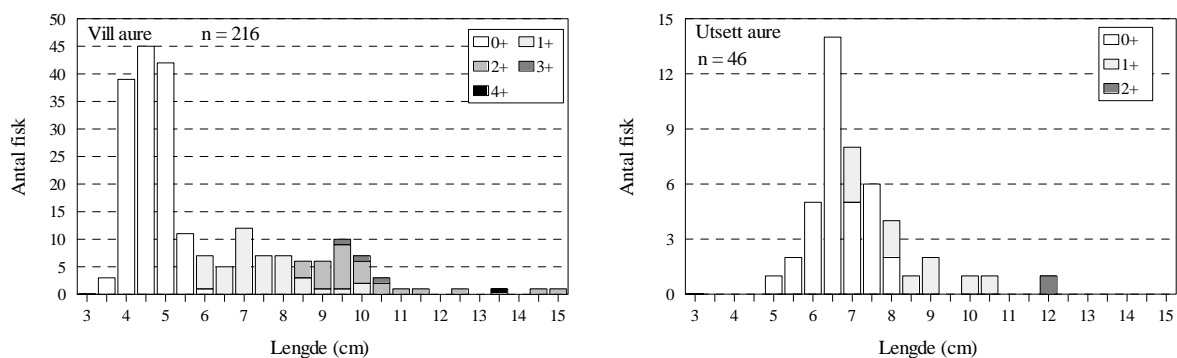 Vill aure n = 216
0+ 1+
2+ 3+
4+
Antal fisk
50
45
40
35
30
25
20
15
10
5
0
3 4 5 6 7 8 9 10 11 12 13 14 15
Lengde (cm)
Utsett aure
n = 46
0+
1+
2+
Antal fisk
15
12
9
6
3
0
3 4 5 6 7 8 9 10 11 12 13 14 15
Lengde (cm)